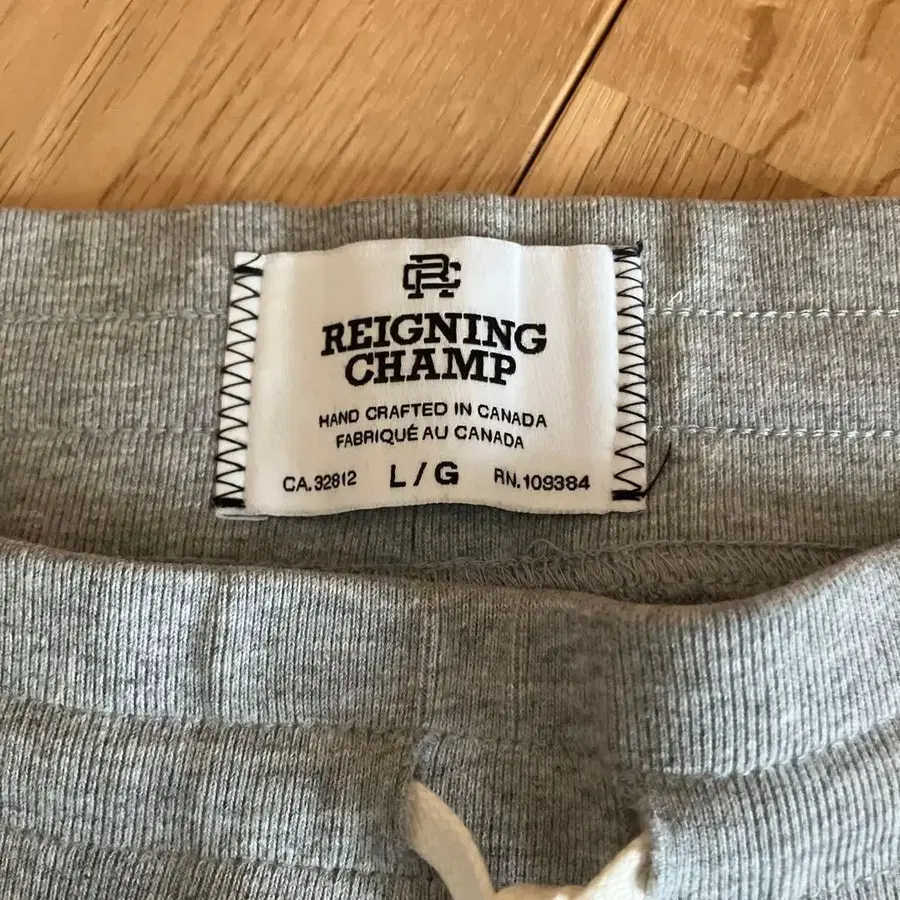 RC
REIGNING
CHAMP
HAND CRAFTED IN CANADA
FABRIQUÉ AU CANADA
CA.32812 L/G RN.109384